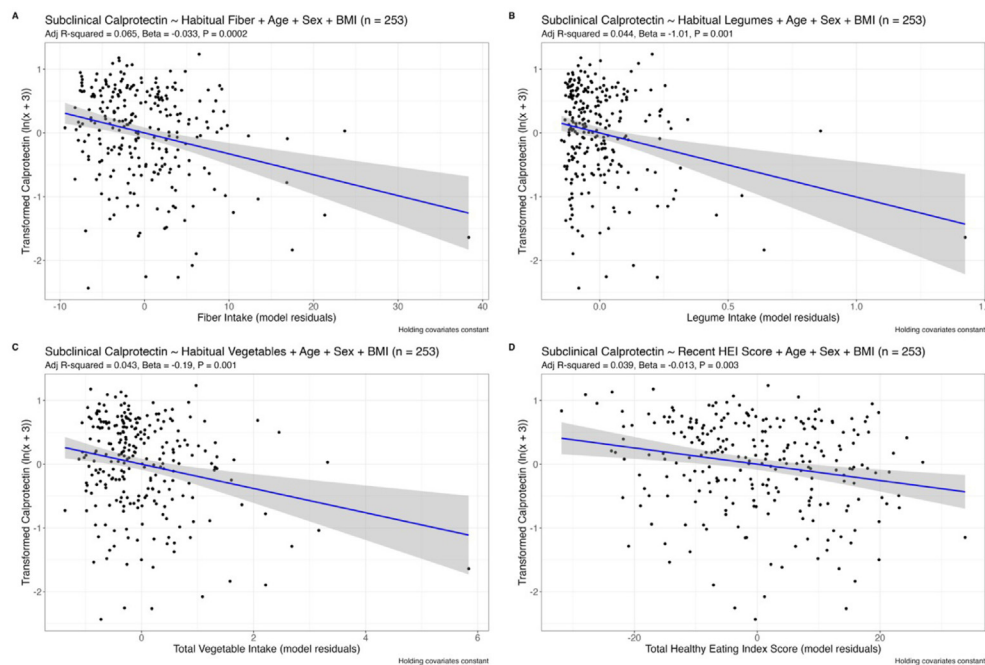 A
Subclinical Calprotectin ~ Habitual Fiber + Age + Sex + BMI (n = 253)
Adj R-squared = 0.065, Beta = -0.033, P = 0.0002
Transformed Calprotectin (ln(x + 3))
1
0
-1
-2
-10
0
10
20
30
40
Fiber Intake (model residuals)
Holding covariates constant
B
Subclinical Calprotectin ~ Habitual Legumes + Age + Sex + BMI (n = 253)
Adj R-squared = 0.044, Beta = -1.01, P = 0.001
Transformed Calprotectin (ln(x + 3))
1
0
-1
-2
0.0
0.5
1.0
Legume Intake (model residuals)
Holding covariates constant
C
Subclinical Calprotectin ~ Habitual Vegetables + Age + Sex + BMI (n = 253)
Adj R-squared = 0.043, Beta = -0.19, P = 0.001
Transformed Calprotectin (ln(x + 3))
1
0
-1
-2
0
2
4
6
Total Vegetable Intake (model residuals)
Holding covariates constant
D
Subclinical Calprotectin ~ Recent HEI Score + Age + Sex + BMI (n = 253)
Adj R-squared = 0.039, Beta = -0.013, P = 0.003
Transformed Calprotectin (ln(x + 3))
1
0
-1
-2
-20
0
20
Total Healthy Eating Index Score (model residuals)
Holding covariates constant